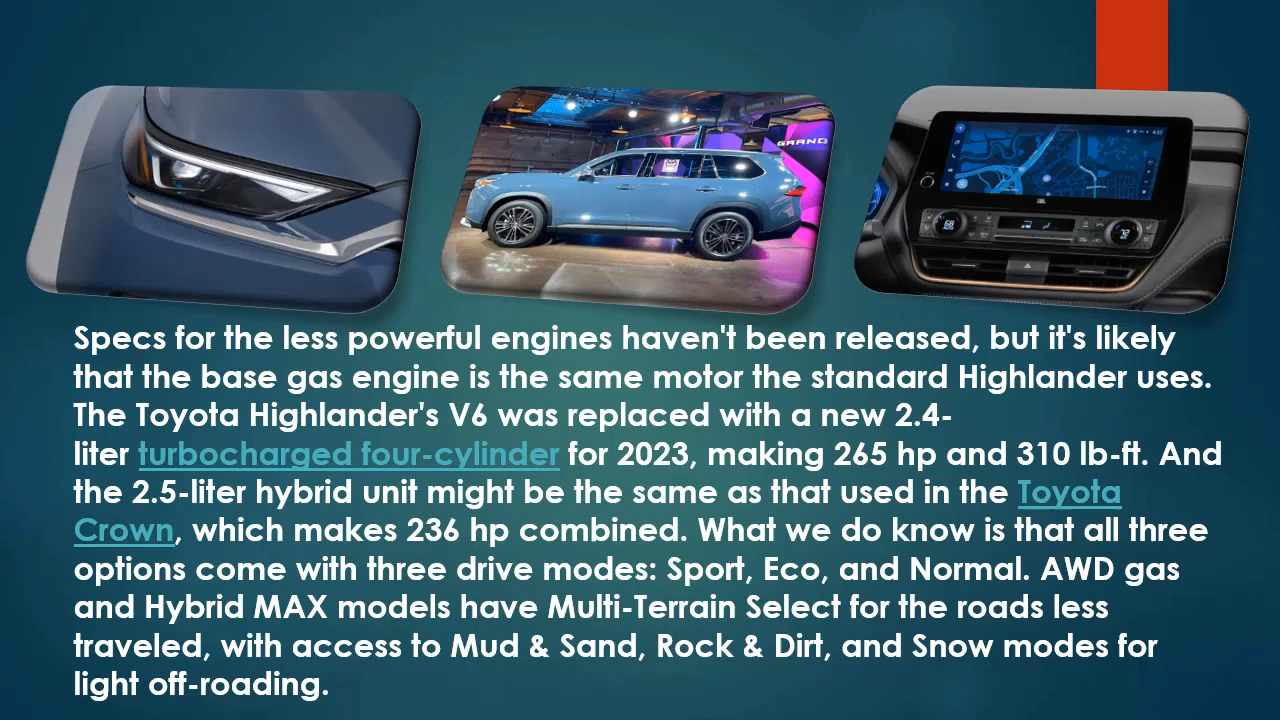 GRAND
JBL
68
72
Specs for the less powerful engines haven't been released, but it's likely
that the base gas engine is the same motor the standard Highlander uses.
The Toyota Highlander's V6 was replaced with a new 2.4-
liter turbocharged four-cylinder for 2023, making 265 hp and 310 lb-ft. And
the 2.5-liter hybrid unit might be the same as that used in the Toyota
Crown, which makes 236 hp combined. What we do know is that all three
options come with three drive modes: Sport, Eco, and Normal. AWD gas
and Hybrid MAX models have Multi-Terrain Select for the roads less
traveled, with access to Mud & Sand, Rock & Dirt, and Snow modes for
light off-roading.